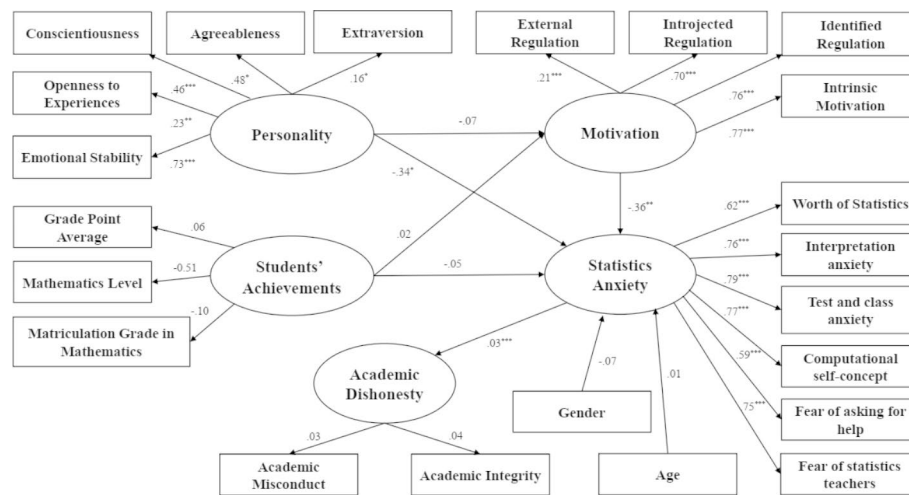 Conscientiousness
Agreeableness
Extraversion
External
Regulation
Introjected
Regulation
Identified
Regulation
.48*
.16*
.21***
.70***
.46***
Openness to
Experiences
.76***
Intrinsic
Motivation
.23**
Personality
-.07
Motivation
.77***
Emotional Stability
.73***
-.34*
-.36**
Grade Point
Average
.06
.02
.62***
Worth of Statistics
.76***
Interpretation
anxiety
Mathematics Level
-0.51
Students’
Achievements
-.05
Statistics
Anxiety
.79***
Test and class
anxiety
-.10
.77***
Matriculation Grade in
Mathematics
.03***
Computational
self-concept
Academic
Dishonesty
-.07
.01
.59***
Gender
.75***
Fear of asking for
help
.03
.04
Academic
Misconduct
Academic Integrity
Age
Fear of statistics
teachers